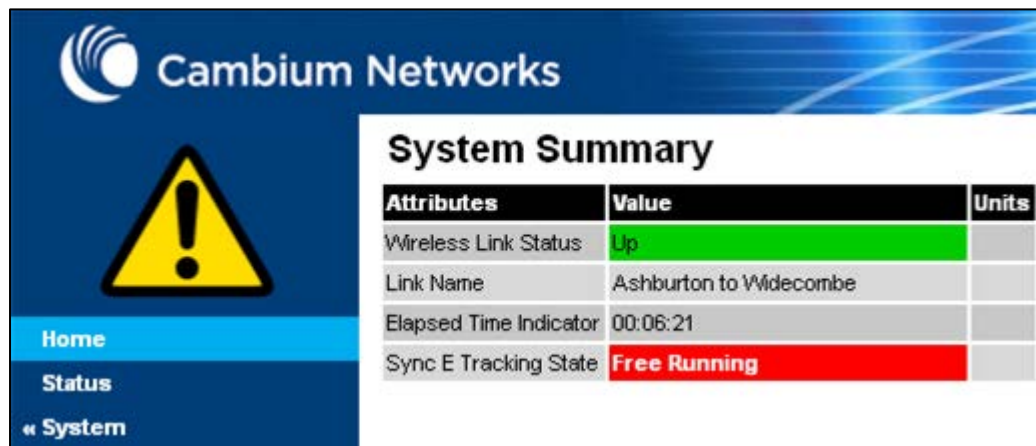 Cambium Networks
System Summary
Attributes Value Units
Wireless Link Status Up
Link Name Ashburton to Widecombe
Elapsed Time Indicator 00:06:21
Sync E Tracking State Free Running
Home
Status
« System